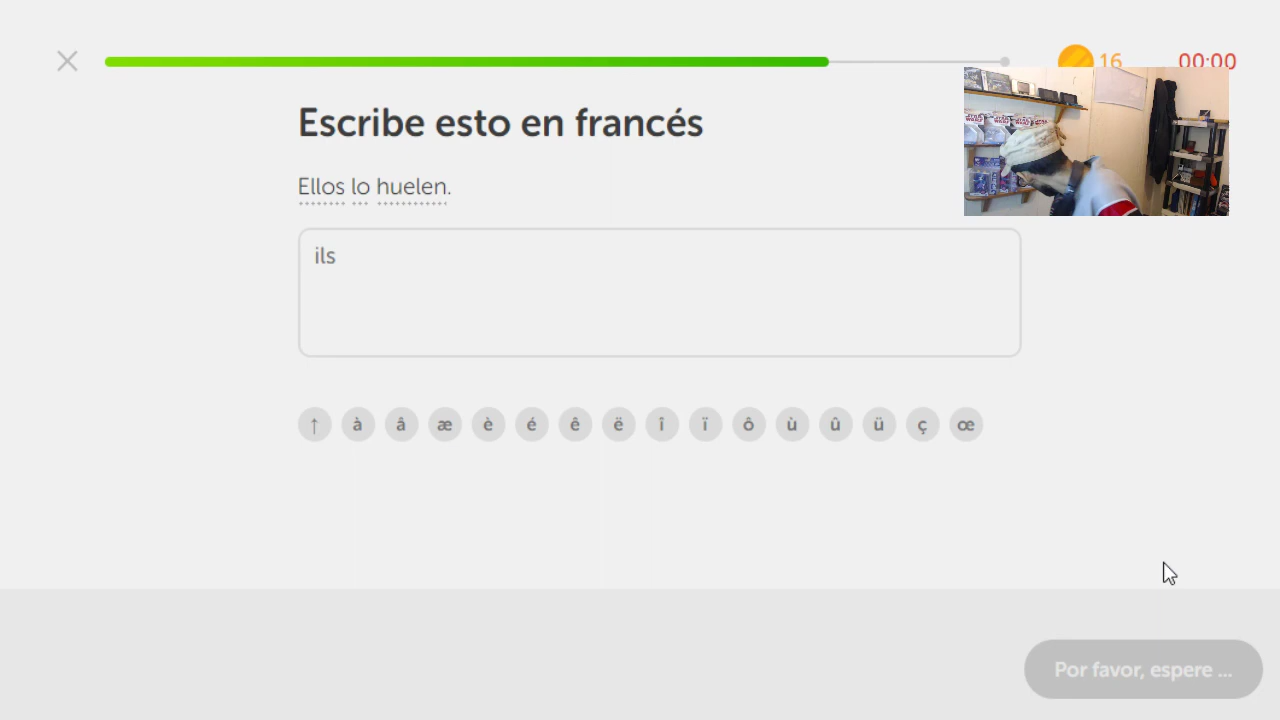 16 00:00
Escribe esto en francés
Ellos lo huelen.
ils
↑ à â æ è é ê ë î ï ô ù û ü ç œ
Por favor, espere ...